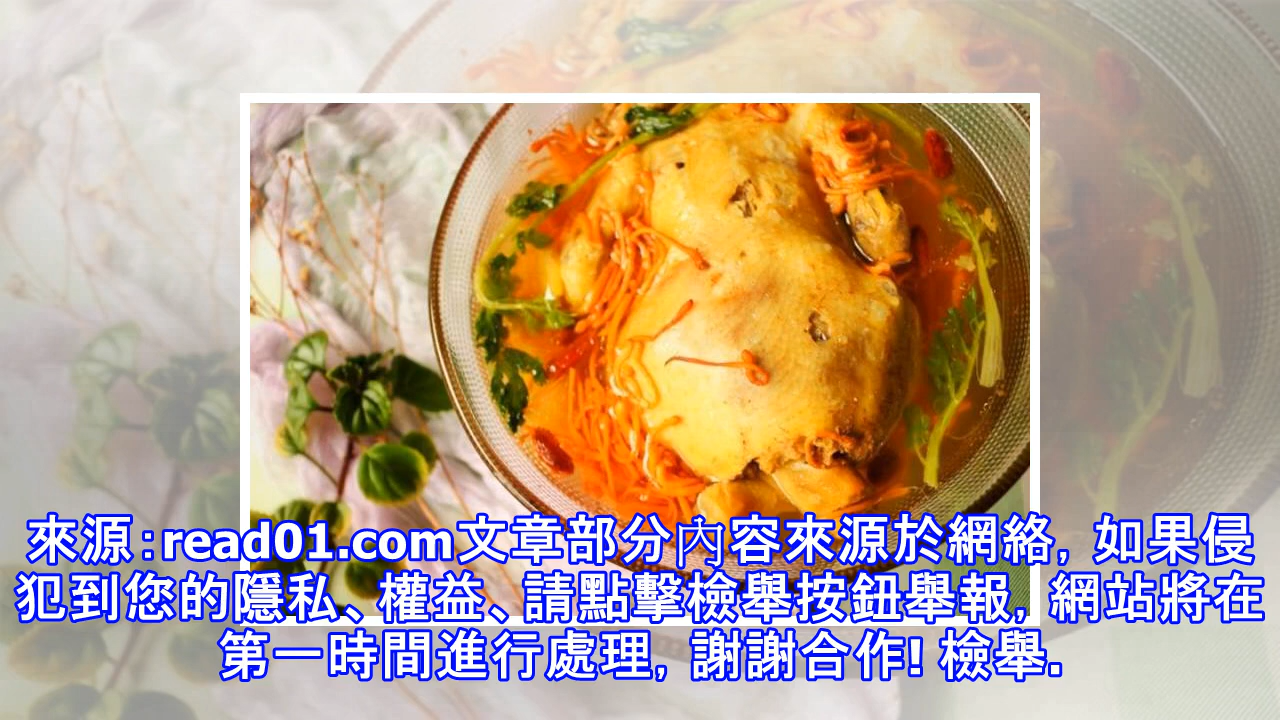 來源:read01.com文章部分內容來源於網絡, 如果侵
犯到您的隱私、權益、請點擊檢舉按鈕舉報, 網站將在
第一時間進行處理, 謝謝合作! 檢舉.